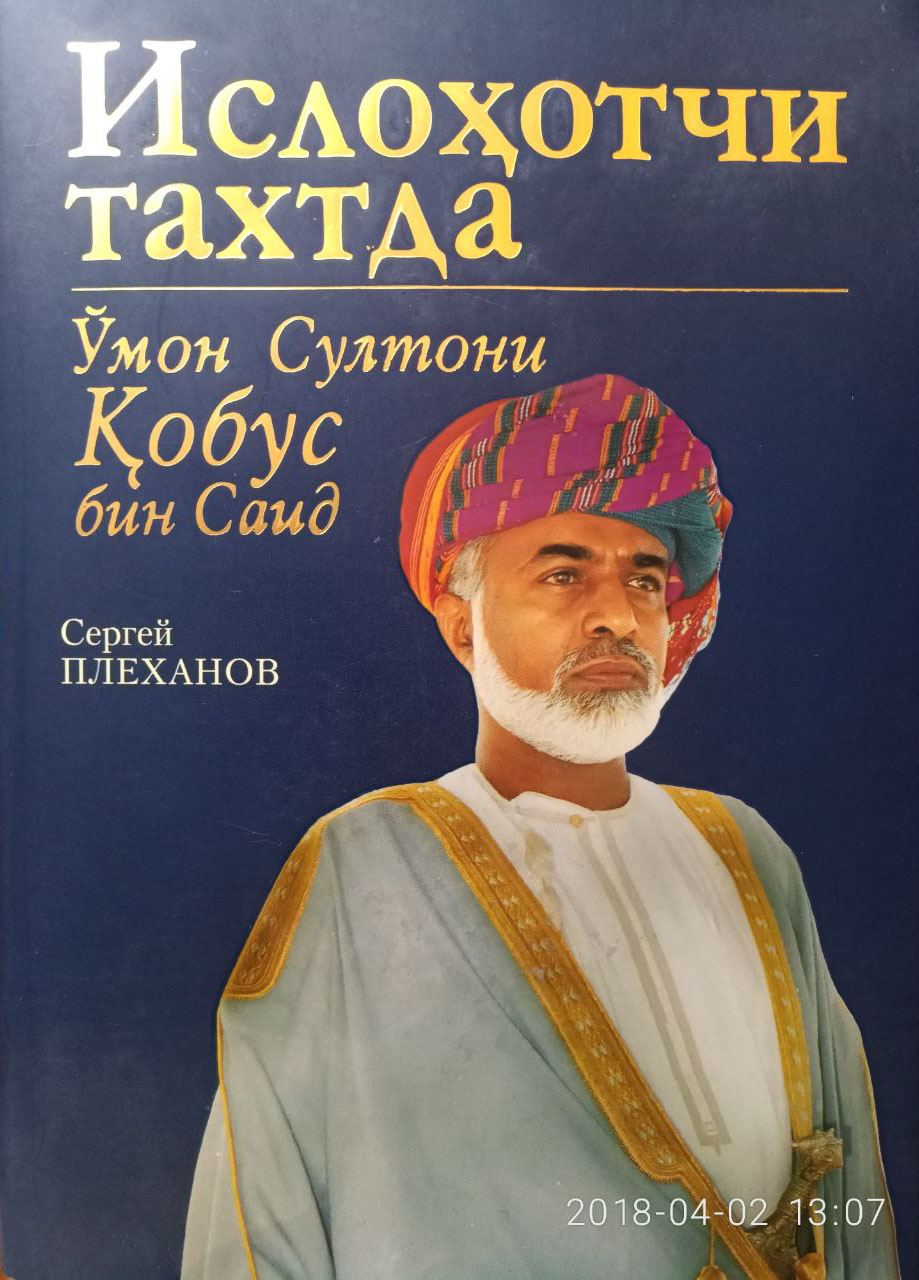 Ислоҳотчи
тахтда
Ўмон Султони
Қобус
бин Саид
Сергей
ПЛЕХАНОВ
2018-04-02 13:07